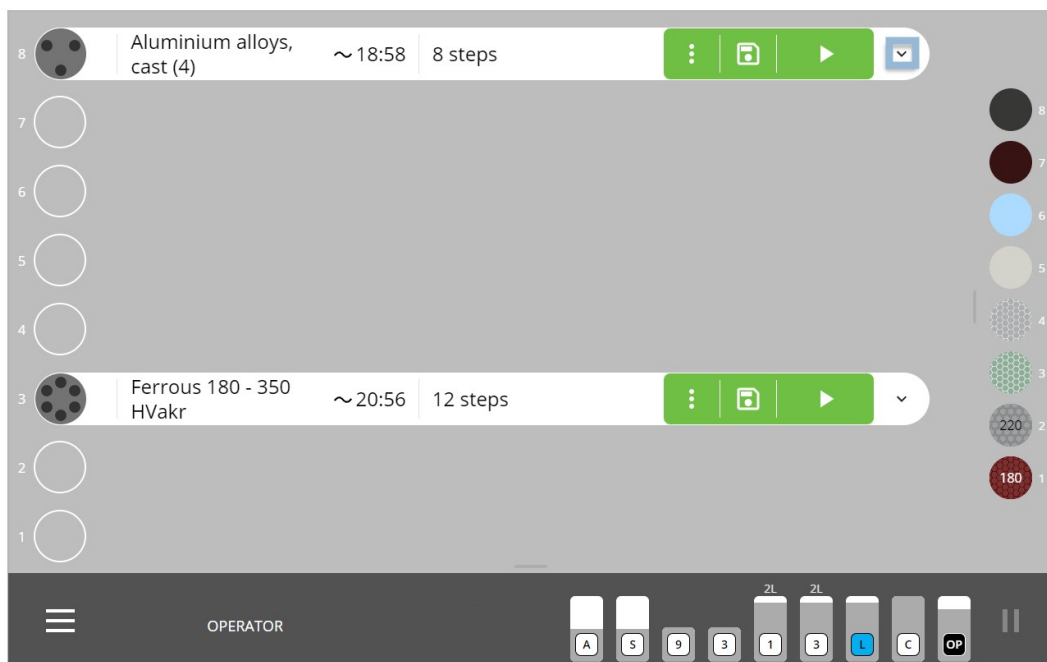 8
Aluminium alloys,
cast (4)
~ 18:58
8 steps
7
6
5
4
3
Ferrous 180 - 350
HVakr
~ 20:56
12 steps
2
1
8
7
6
5
4
3
220 2
180 1
OPERATOR
2L 2L
A S 9 3 1 3 L C OP